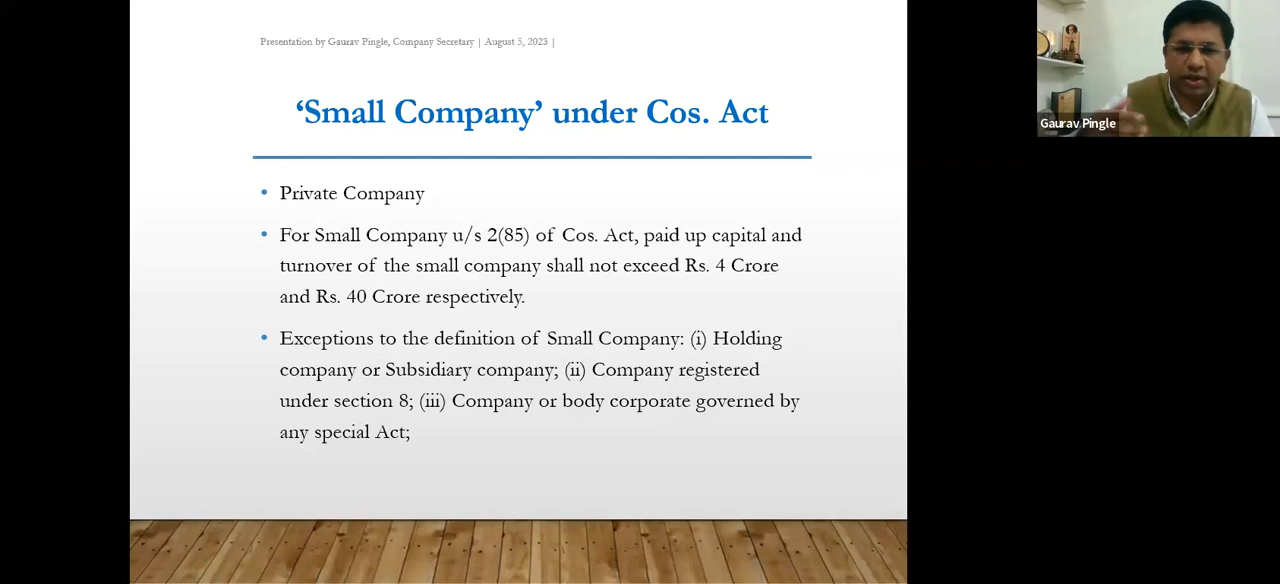 Presentation by Gaurav Pingle, Company Secretary | August 5, 2023 |
‘Small Company’ under Cos. Act
• Private Company
• For Small Company u/s 2(85) of Cos. Act, paid up capital and
turnover of the small company shall not exceed Rs. 4 Crore
and Rs. 40 Crore respectively.
• Exceptions to the definition of Small Company: (i) Holding
company or Subsidiary company; (ii) Company registered
under section 8; (iii) Company or body corporate governed by
any special Act;
Gaurav Pingle